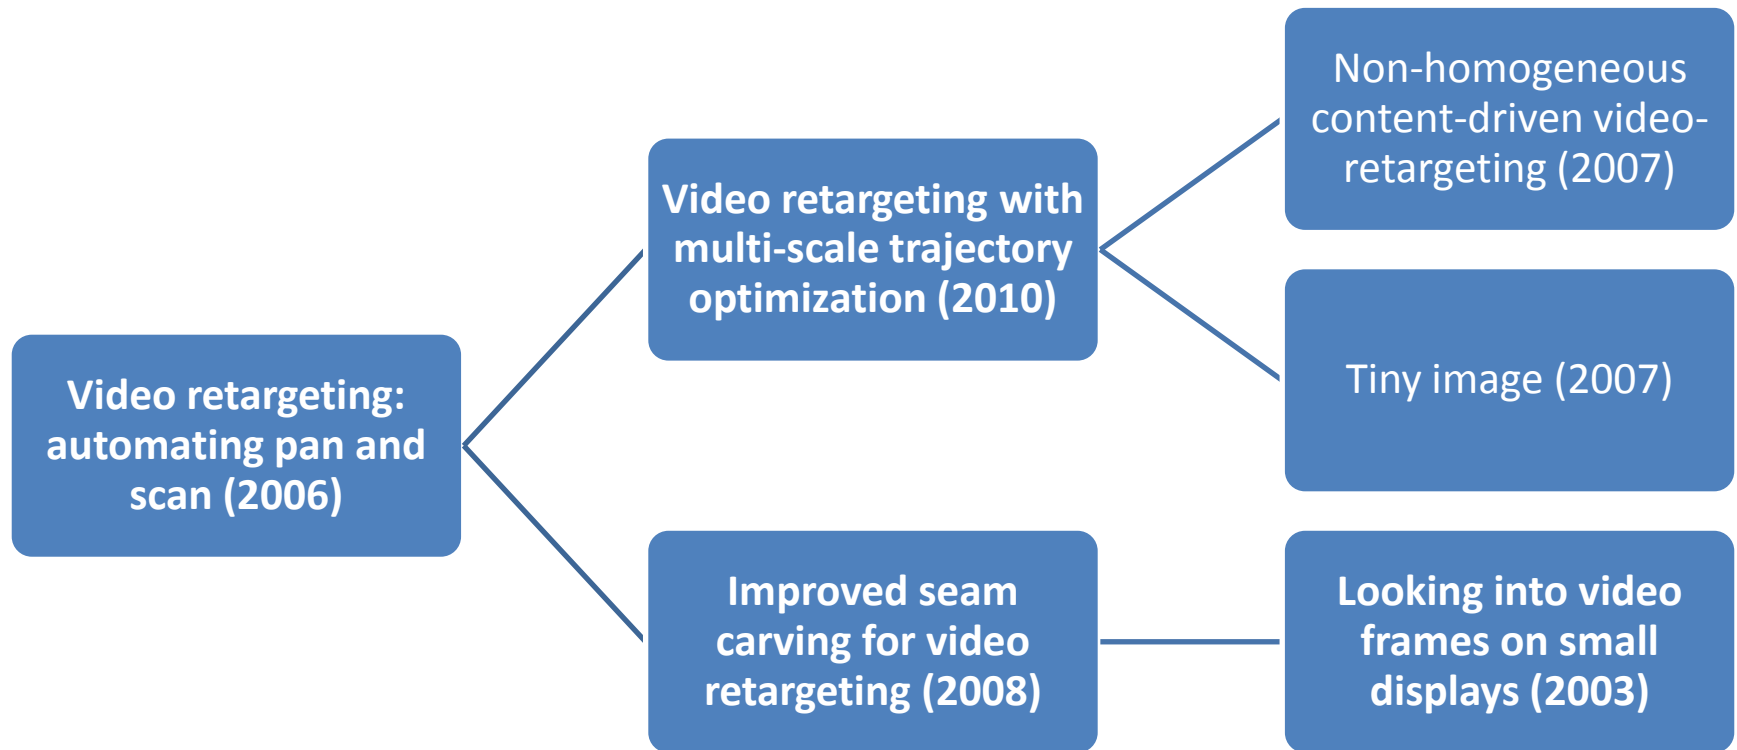 Video retargeting:
automating pan and
scan (2006)
Video retargeting with
multi-scale trajectory
optimization (2010)
Improved seam
carving for video
retargeting (2008)
Non-homogeneous
content-driven video-
retargeting (2007)
Tiny image (2007)
Looking into video
frames on small
displays (2003)